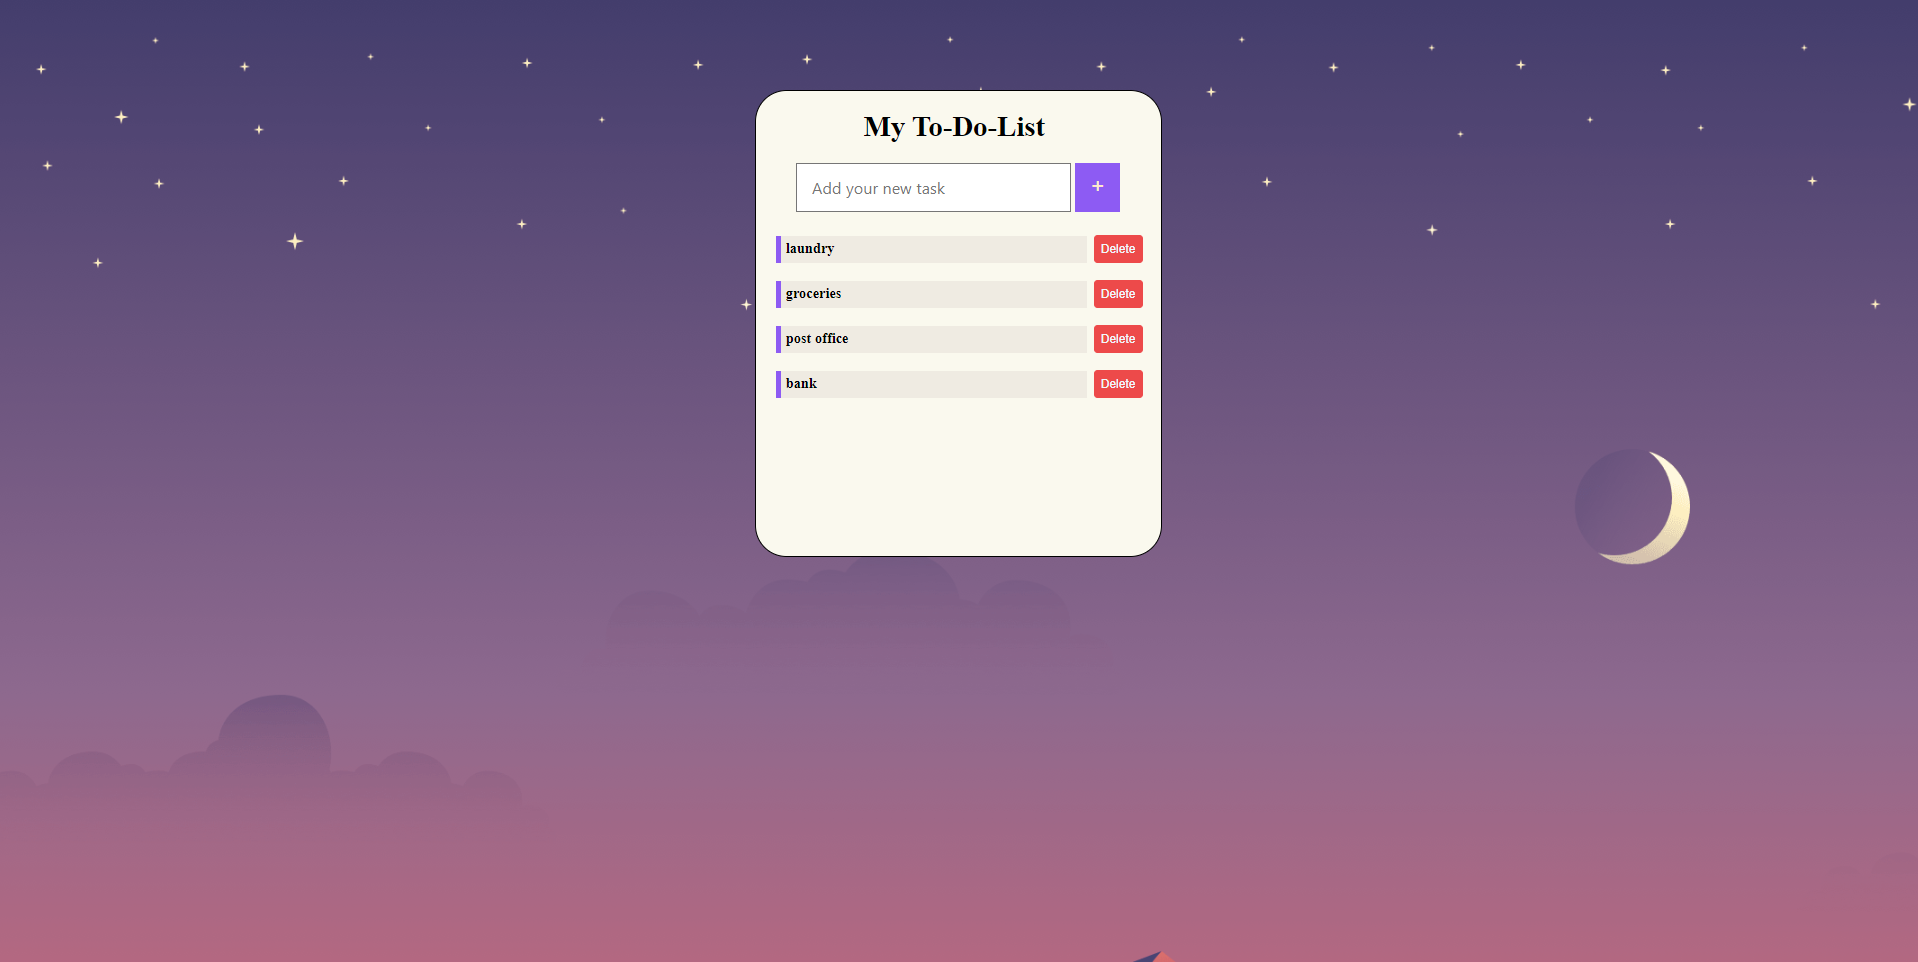 My To-Do-List
Add your new task
+
laundry
Delete
groceries
Delete
post office
Delete
bank
Delete